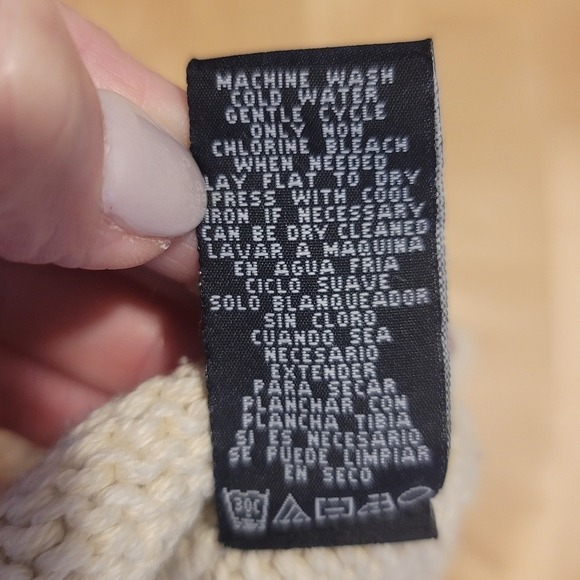 MACHINE WASH
COLD WATER
GENTLE CYCLE
ONLY NON
CHLORINE BLEACH
WHEN NEEDED
LAY FLAT TO DRY
PRESS WITH COOL
IRON IF NECESSARY
CAN BE DRY CLEANED
LAVAR A MAQUINA
EN AGUA FRIA
CICLO SUAVE
SOLO BLANQUEADOR
SIN CLORO
CUANDO SEA
NECESARIO
EXTENDER
PARA SECAR
PLANCHAR CON
PLANCHA TIBIA
SI ES NECESARIO
SE PUEDE LIMPIAR
EN SECO
30C